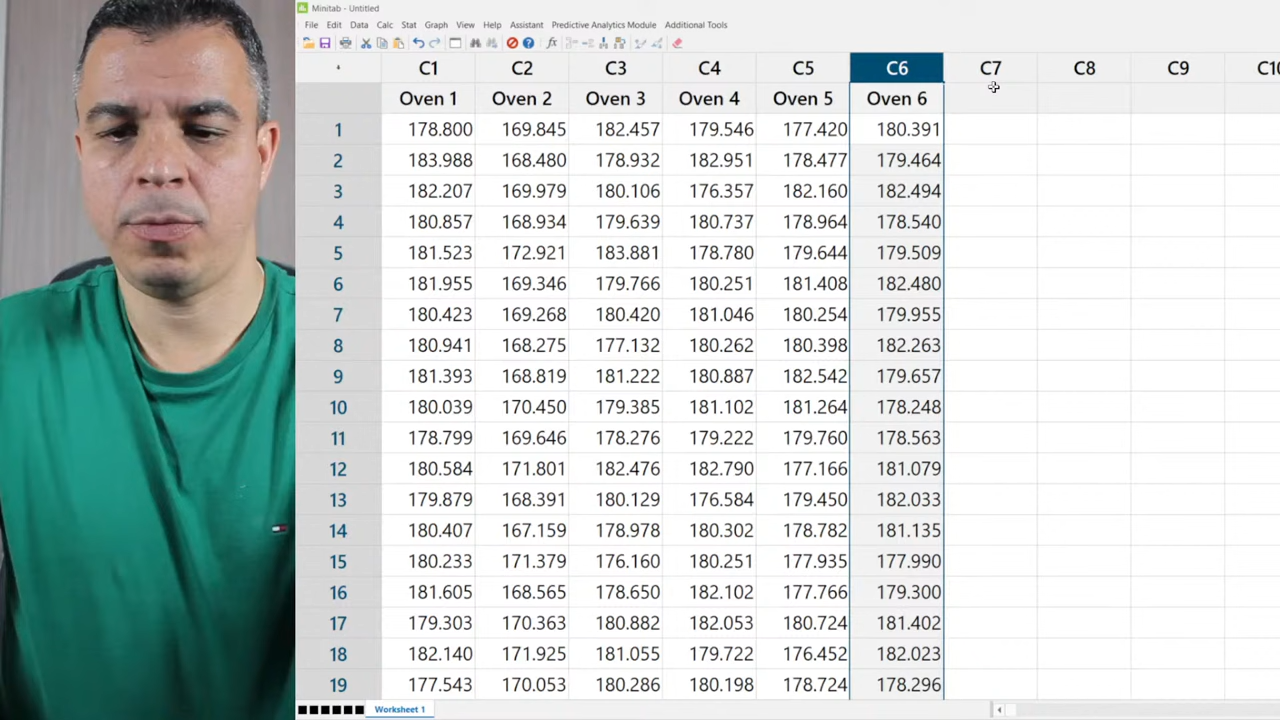 Minitab - Untitled
File Edit Data Calc Stat Graph View Help Assistant Predictive Analytics Module Additional Tools
C1 C2 C3 C4 C5 C6 C7 C8 C9 C10
Oven 1 Oven 2 Oven 3 Oven 4 Oven 5 Oven 6
1 178.800 169.845 182.457 179.546 177.420 180.391
2 183.988 168.480 178.932 182.951 178.477 179.464
3 182.207 169.979 180.106 176.357 182.160 182.494
4 180.857 168.934 179.639 180.737 178.964 178.540
5 181.523 172.921 183.881 178.780 179.644 179.509
6 181.955 169.346 179.766 180.251 181.408 182.480
7 180.423 169.268 180.420 181.046 180.254 179.955
8 180.941 168.275 177.132 180.262 180.398 182.263
9 181.393 168.819 181.222 180.887 182.542 179.657
10 180.039 170.450 179.385 181.102 181.264 178.248
11 178.799 169.646 178.276 179.222 179.760 178.563
12 180.584 171.801 182.476 182.790 177.166 181.079
13 179.879 168.391 180.129 176.584 179.450 182.033
14 180.407 167.159 178.978 180.302 178.782 181.135
15 180.233 171.379 176.160 180.251 177.935 177.990
16 181.605 168.565 178.650 182.102 177.766 179.300
17 179.303 170.363 180.882 182.053 180.724 181.402
18 182.140 171.925 181.055 179.722 176.452 182.023
19 177.543 170.053 180.286 180.198 178.724 178.296
Worksheet 1